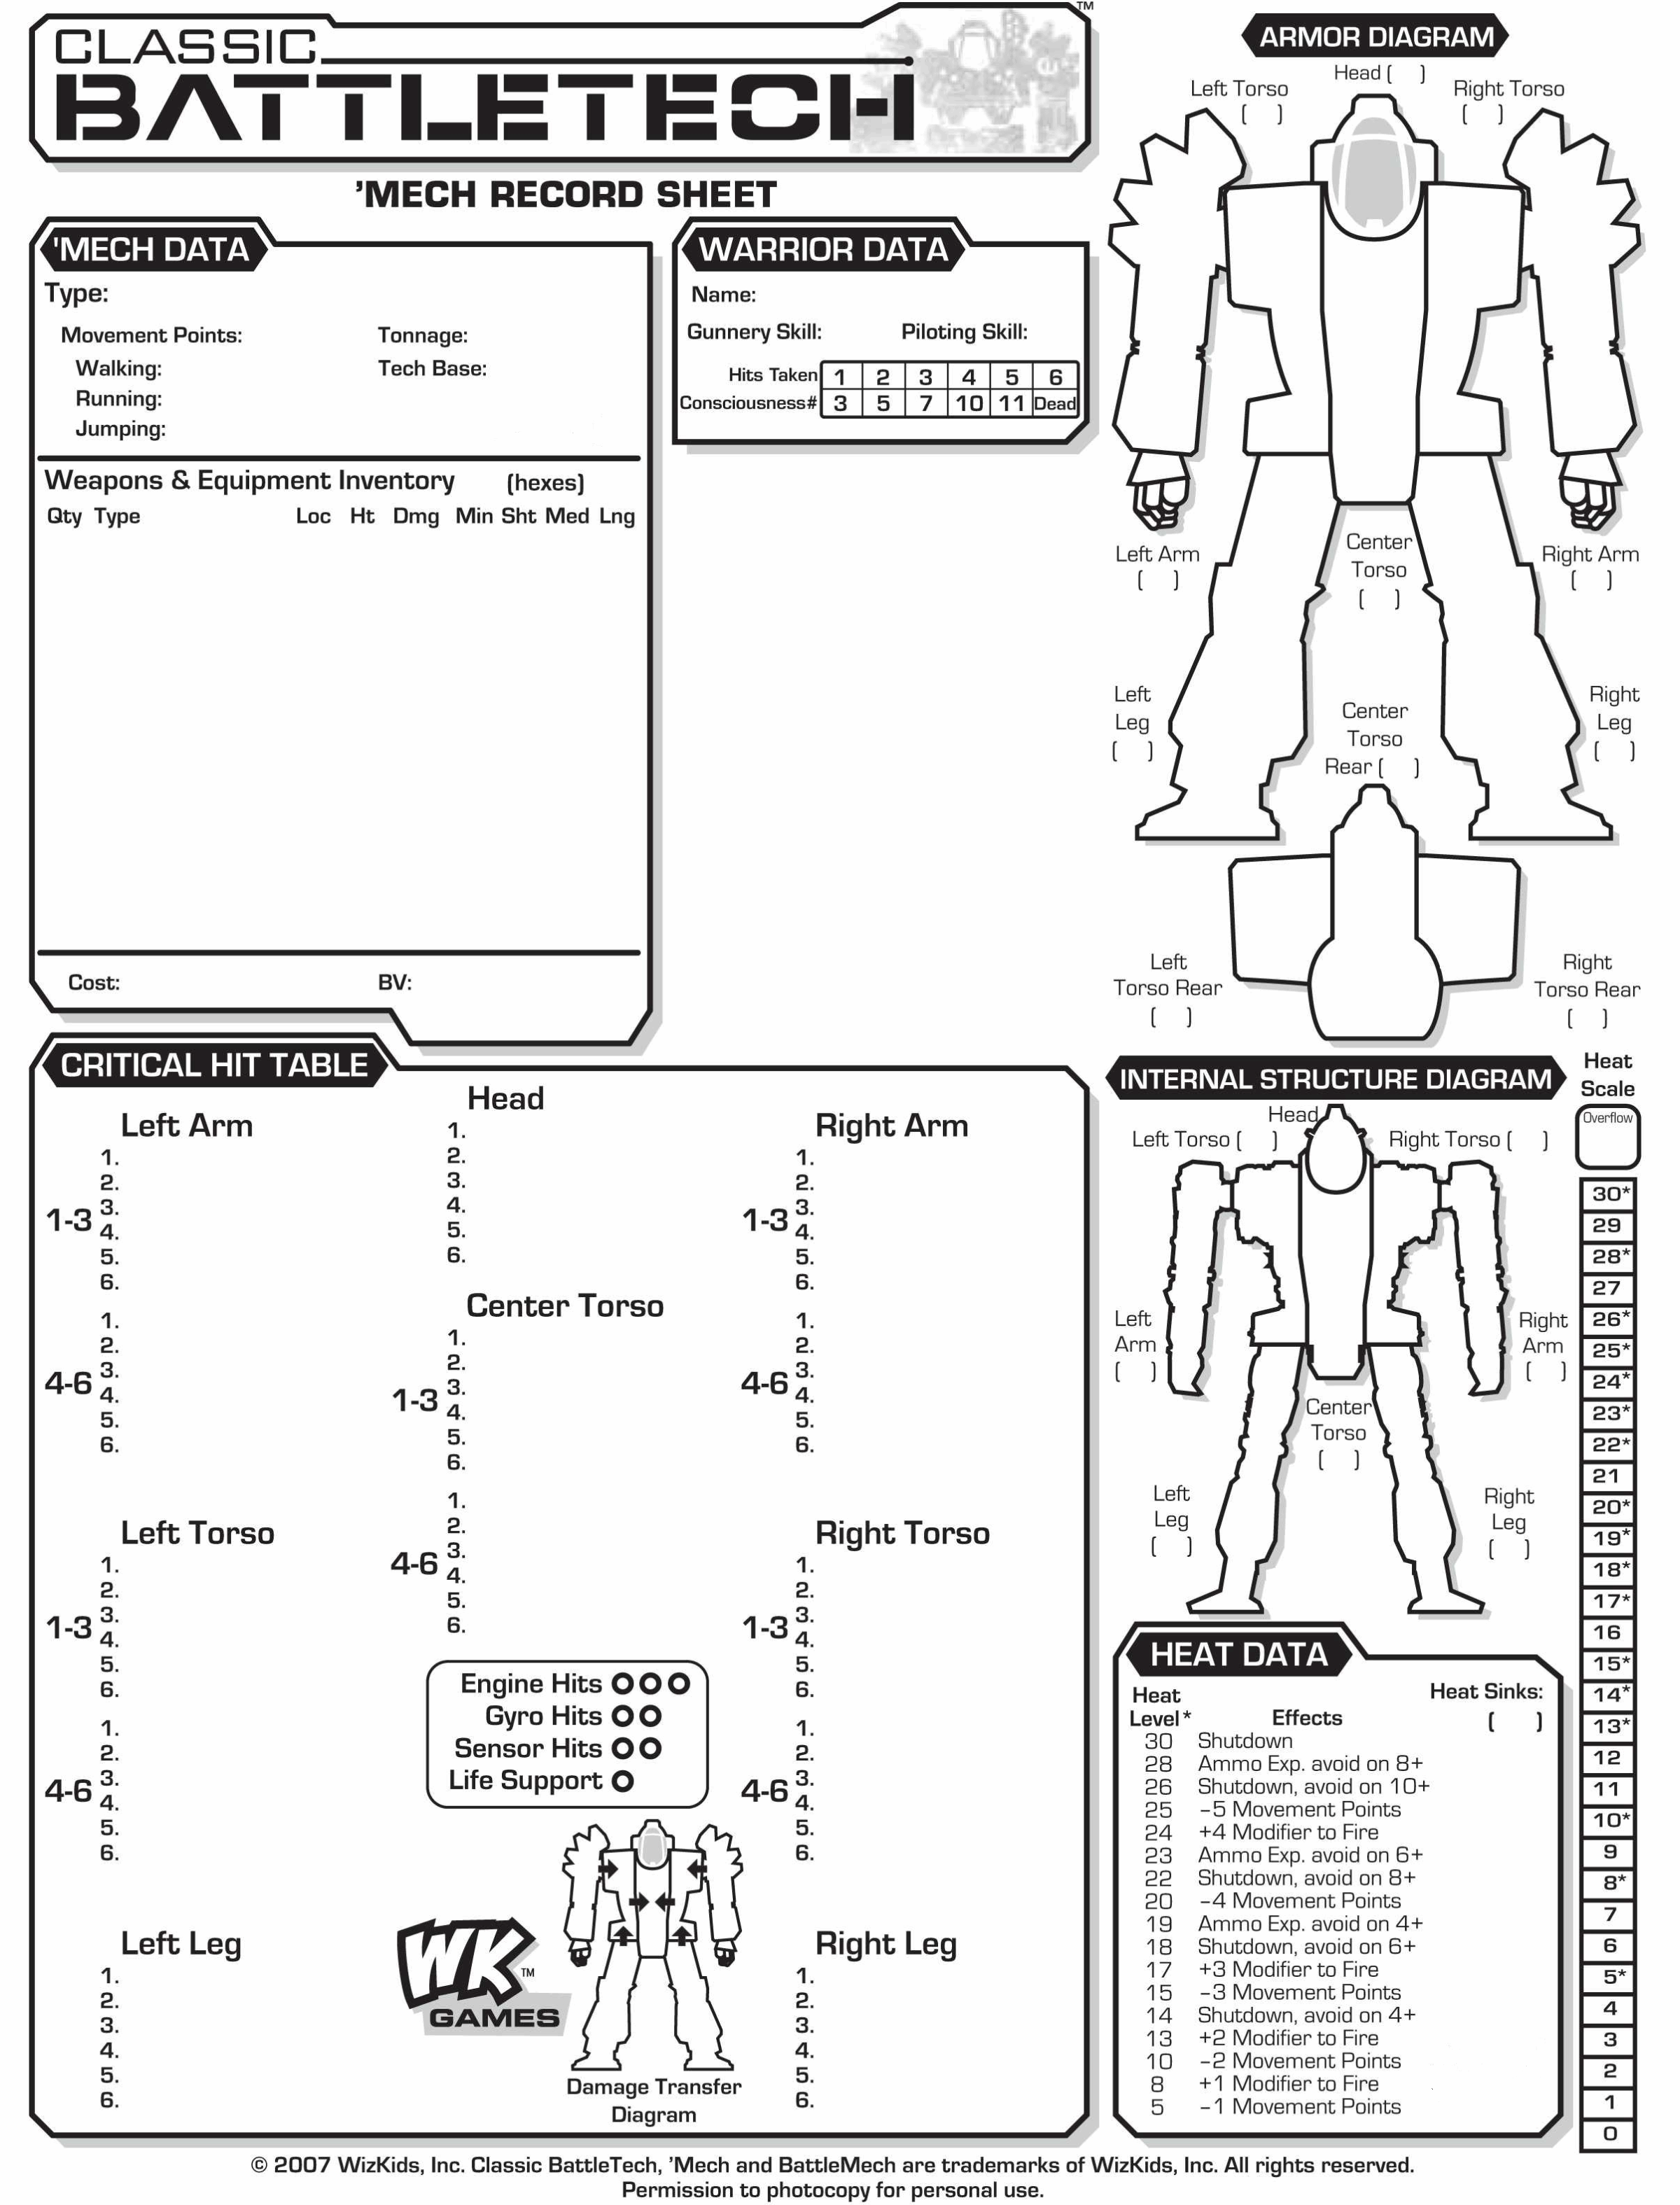 CLASSIC
BATTLETECH
TM
'MECH RECORD SHEET
'MECH DATA
Type:
Movement Points:
Tonnage:
Walking:
Tech Base:
Running:
Jumping:
Weapons & Equipment Inventory (hexes)
Qty Type Loc Ht Dmg Min Sht Med Lng
Cost:
BV:
WARRIOR DATA
Name:
Gunnery Skill: Piloting Skill:
Hits Taken 1 2 3 4 5 6
Consciousness# 3 5 7 10 11 Dead
ARMOR DIAGRAM
Head ( )
Left Torso
( )
Right Torso
( )
Left Arm
( )
Center
Torso
( )
Right Arm
( )
Left
Leg
( )
Center
Torso
Rear ( )
Right
Leg
( )
Left
Torso Rear
( )
Right
Torso Rear
( )
CRITICAL HIT TABLE
Left Arm
1-3
1.
2.
3.
4.
5.
6.
4-6
1.
2.
3.
4.
5.
6.
Left Torso
1-3
1.
2.
3.
4.
5.
6.
4-6
1.
2.
3.
4.
5.
6.
Left Leg
1.
2.
3.
4.
5.
6.
Head
1.
2.
3.
4.
5.
6.
Center Torso
1-3
1.
2.
3.
4.
5.
6.
4-6
1.
2.
3.
4.
5.
6.
Engine Hits
Gyro Hits
Sensor Hits
Life Support
WK
TM
GAMES
Damage Transfer
Diagram
Right Arm
1-3
1.
2.
3.
4.
5.
6.
4-6
1.
2.
3.
4.
5.
6.
Right Torso
1-3
1.
2.
3.
4.
5.
6.
4-6
1.
2.
3.
4.
5.
6.
Right Leg
1.
2.
3.
4.
5.
6.
INTERNAL STRUCTURE DIAGRAM
Head
Left Torso ( )
Right Torso ( )
Left
Arm
( )
Right
Arm
( )
Center
Torso
( )
Left
Leg
( )
Right
Leg
( )
HEAT DATA
Heat
Level*
Effects
Heat Sinks:
( )
30 Shutdown
28 Ammo Exp. avoid on 8+
26 Shutdown, avoid on 10+
25 -5 Movement Points
24 +4 Modifier to Fire
23 Ammo Exp. avoid on 6+
22 Shutdown, avoid on 8+
20 -4 Movement Points
19 Ammo Exp. avoid on 4+
18 Shutdown, avoid on 6+
17 +3 Modifier to Fire
15 -3 Movement Points
14 Shutdown, avoid on 4+
13 +2 Modifier to Fire
10 -2 Movement Points
8 +1 Modifier to Fire
5 -1 Movement Points
Heat
Scale
Overflow
30*
29
28*
27
26*
25*
24*
23*
22*
21
20*
19*
18*
17*
16
15*
14*
13*
12
11
10*
9
8*
7
6
5*
4
3
2
1
0
© 2007 WizKids, Inc. Classic BattleTech, 'Mech and BattleMech are trademarks of WizKids, Inc. All rights reserved.
Permission to photocopy for personal use.